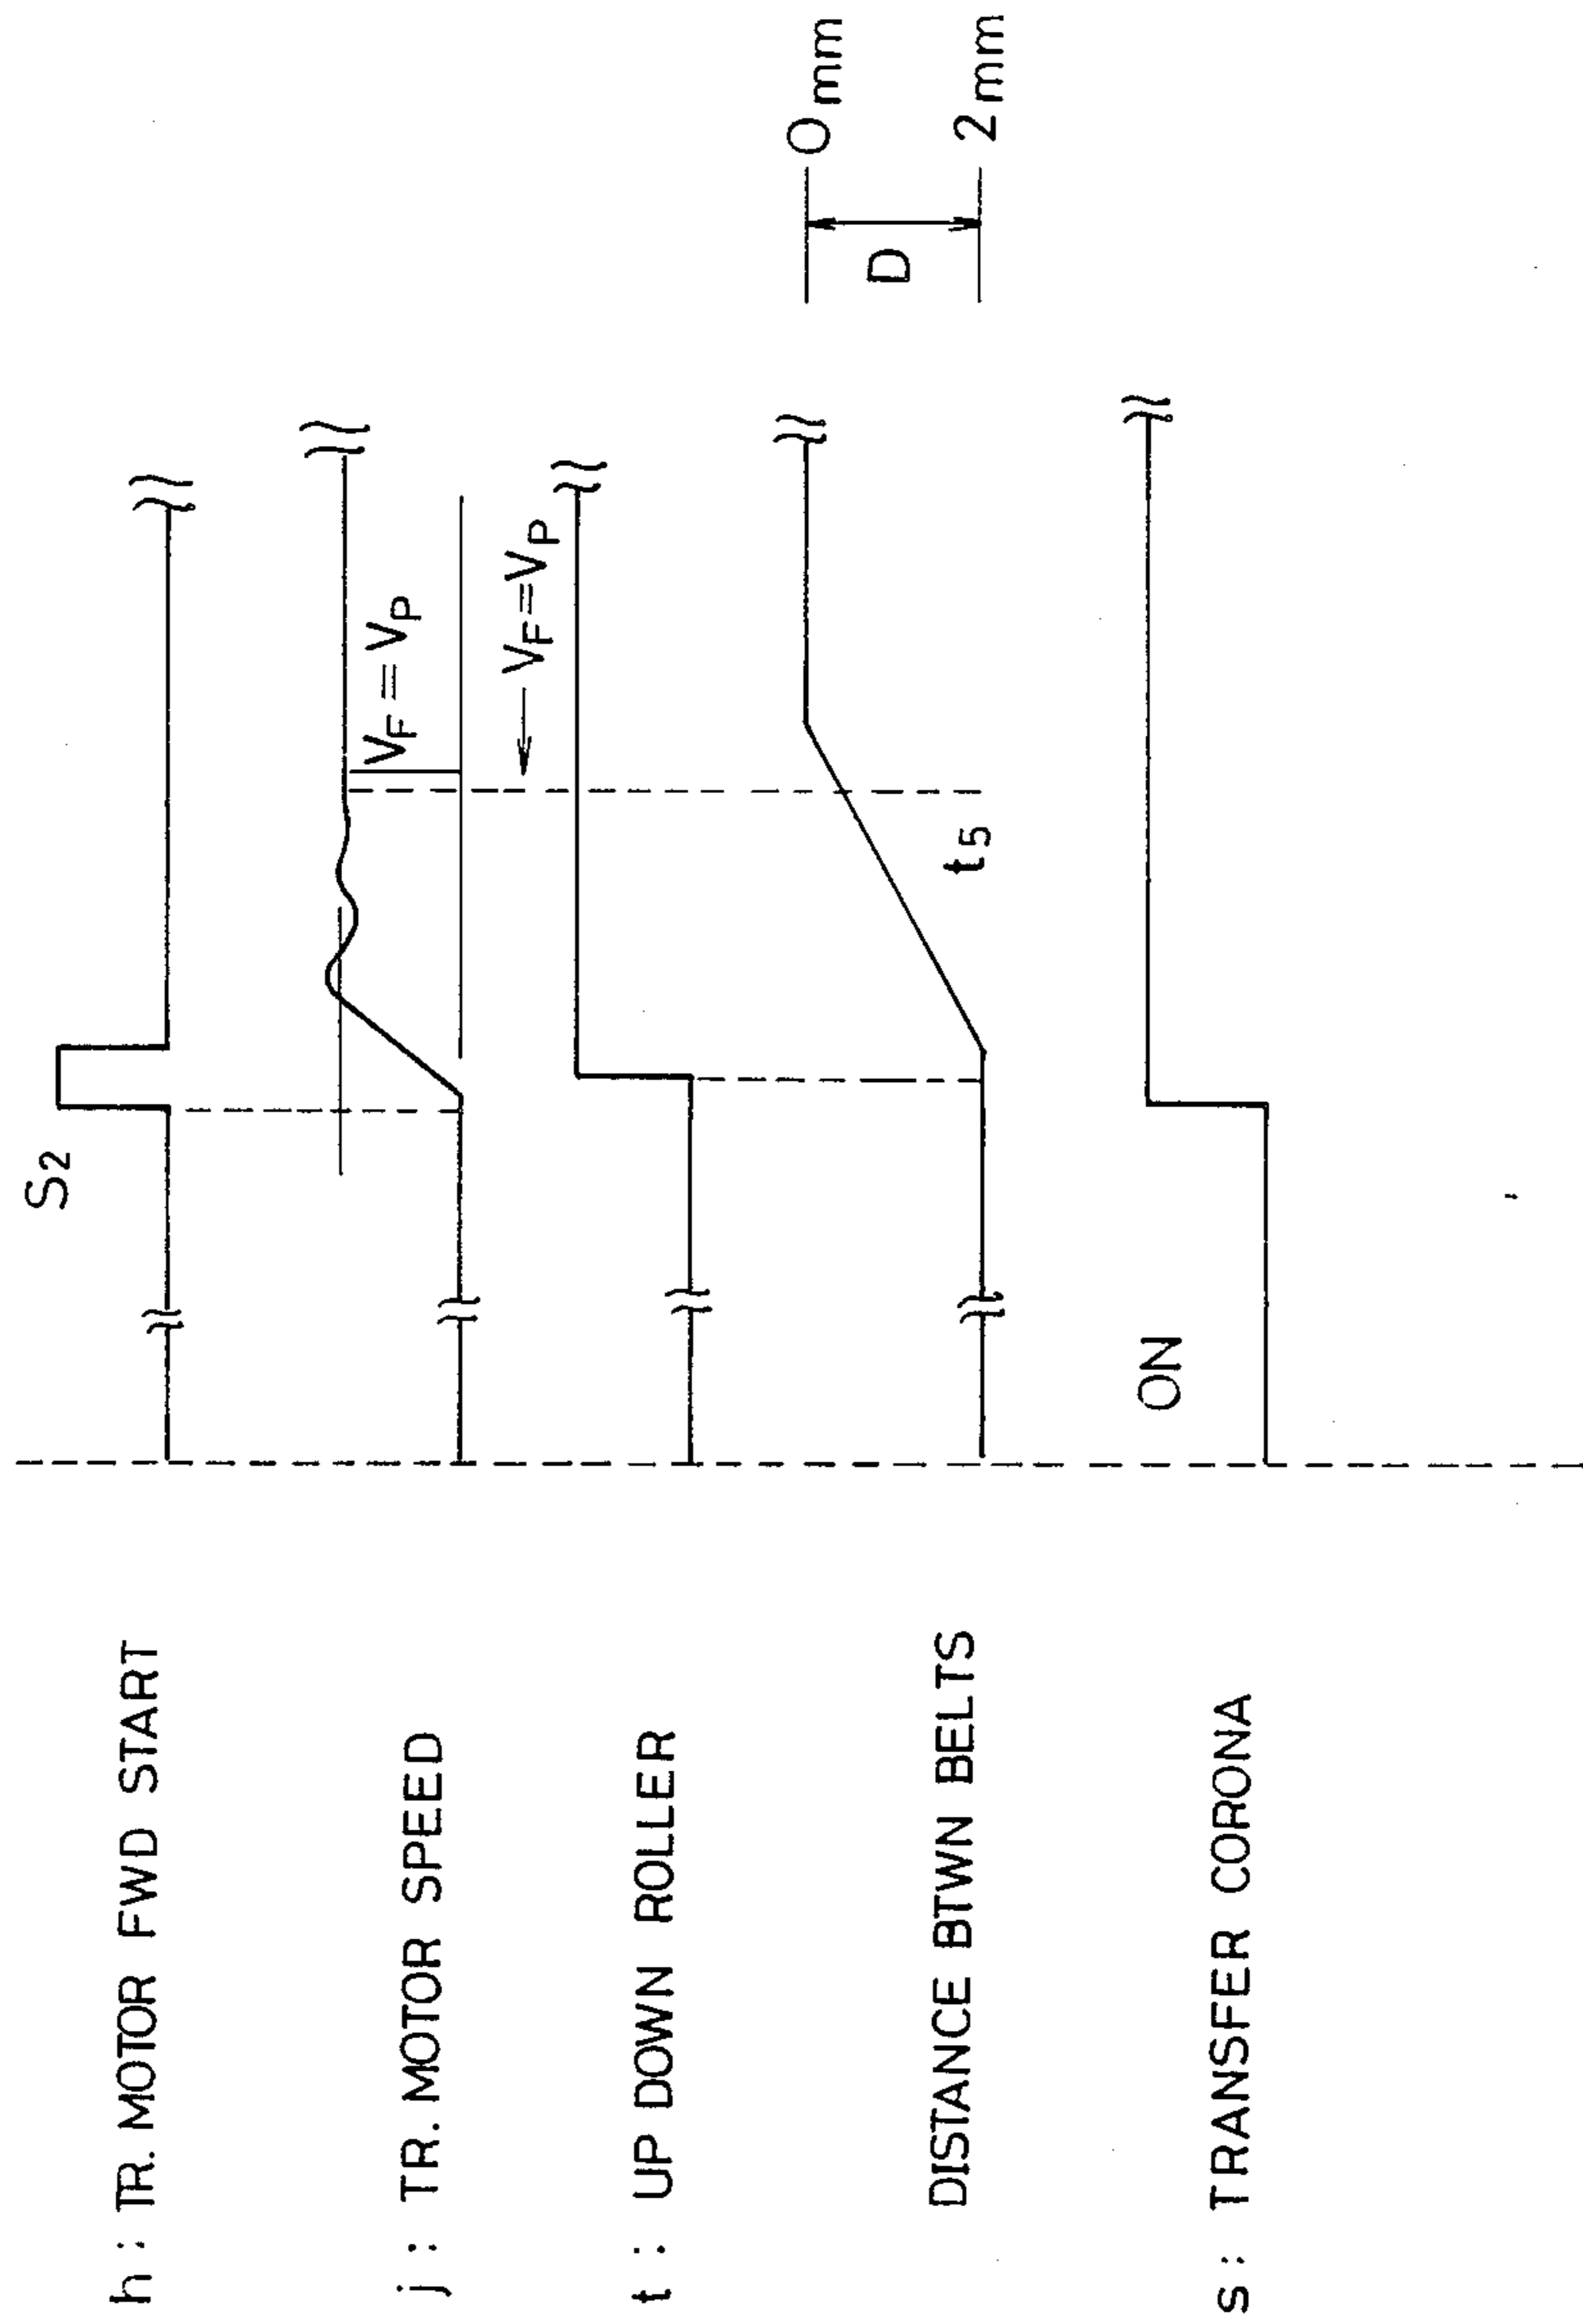 h : TR. MOTOR FWD START
S2
j : TR. MOTOR SPEED
VF = VP
VF = VP
t : UP DOWN ROLLER
DISTANCE BTWN BELTS
t5
D
0 mm
2 mm
s : TRANSFER CORONA
ON